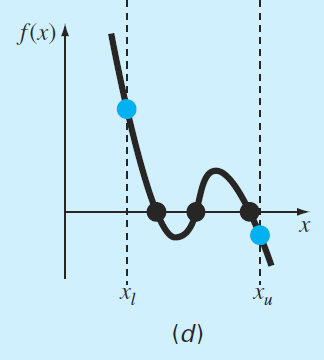 f(x)
x
x_l x_u
(d)